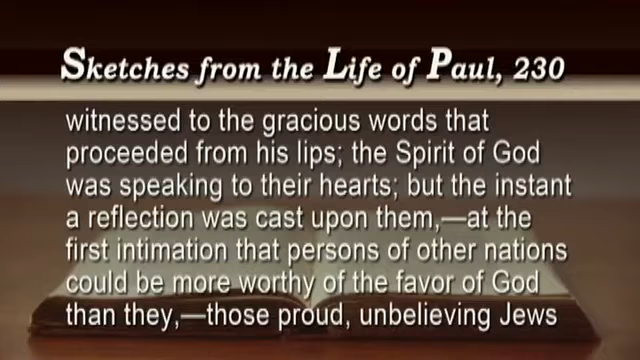 Sketches from the Life of Paul, 230
witnessed to the gracious words that
proceeded from his lips; the Spirit of God
was speaking to their hearts; but the instant
a reflection was cast upon them,—at the
first intimation that persons of other nations
could be more worthy of the favor of God
than they,—those proud, unbelieving Jews